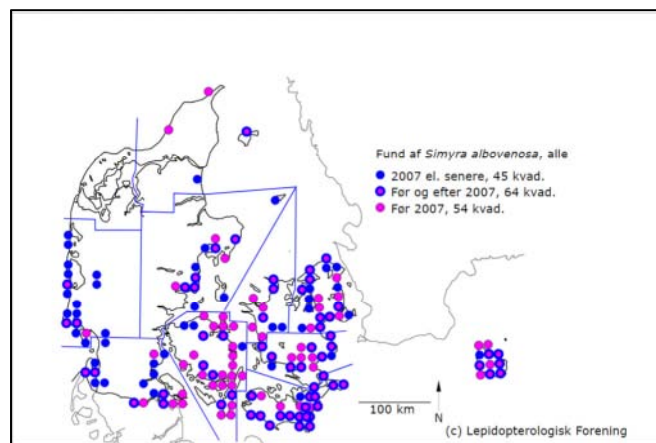 Fund af Simyra albovenosa, alle
2007 el. senere, 45 kvad.
Før og efter 2007, 64 kvad.
Før 2007, 54 kvad.
100 km
N
(c) Lepidopterologisk Forening